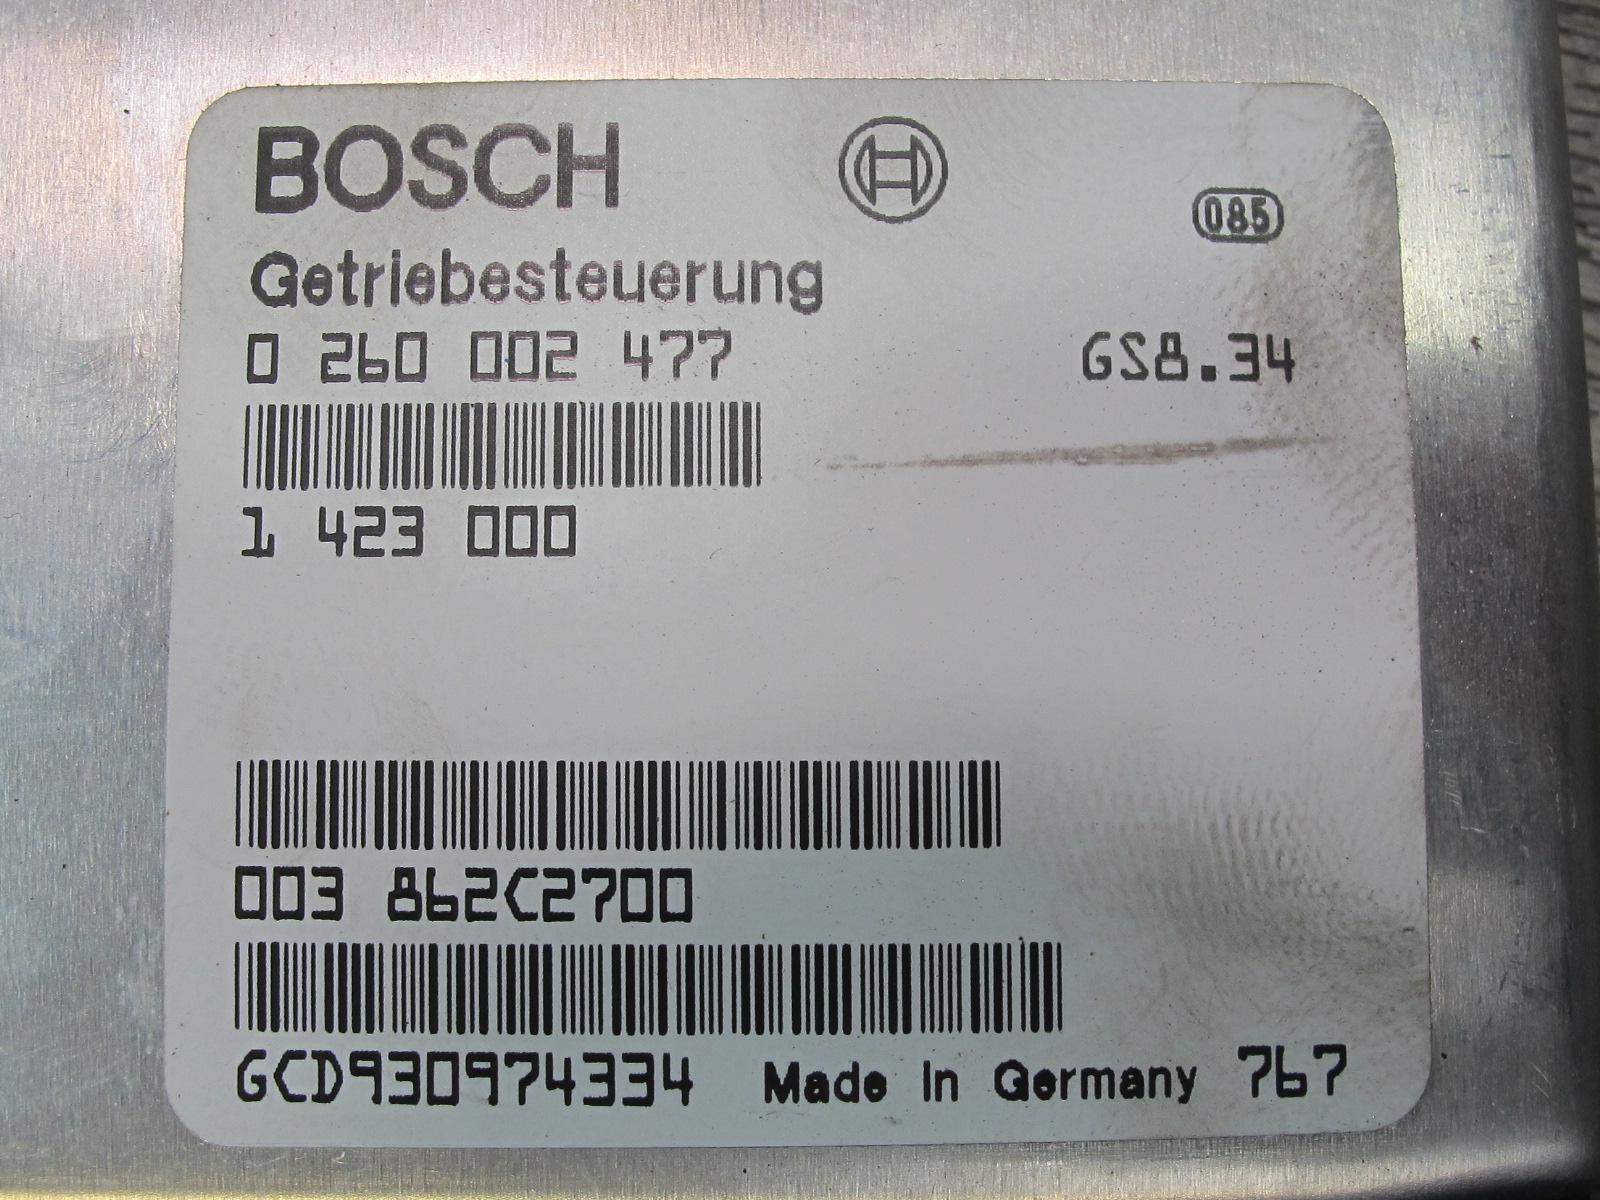 BOSCH
085
Getriebesteuerung
0 260 002 477 GS8.34
1 423 000
003 862C2700
GCD930974334 Made in Germany 767